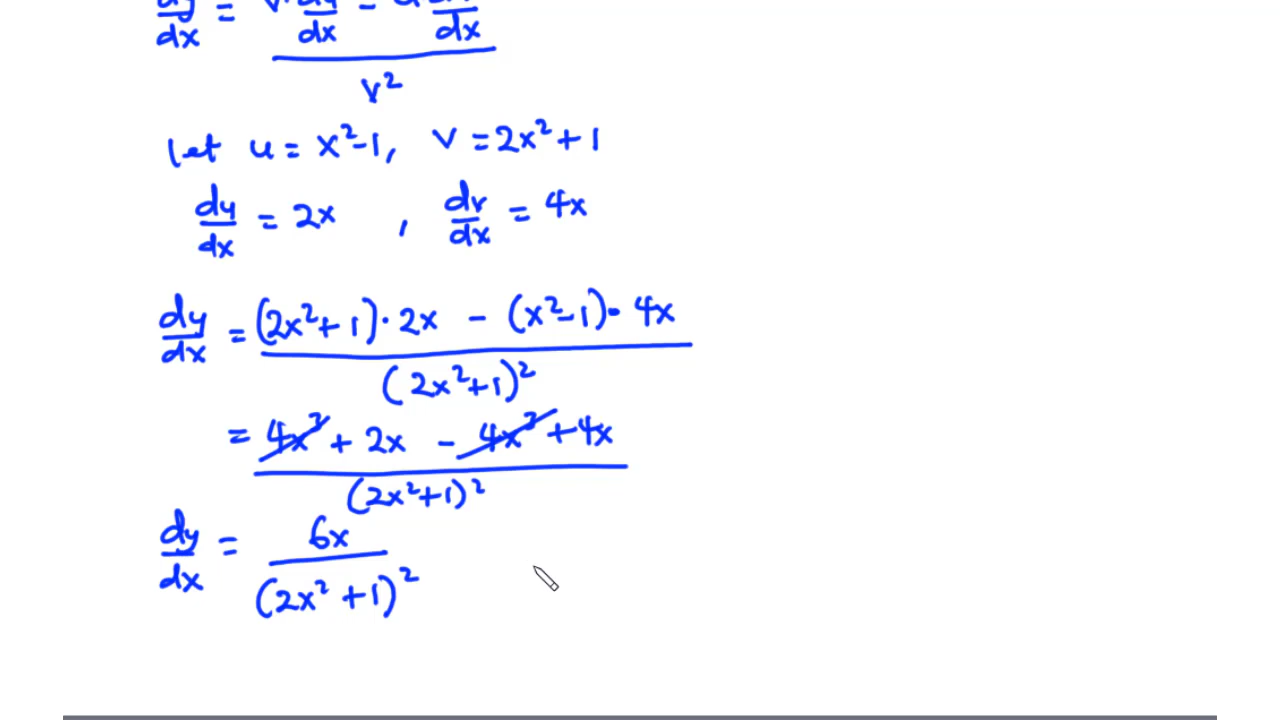 dy/dx = v · dy/dx - u dv/dx / v²
let u = x²-1, v = 2x²+1
dy/dx = 2x , dv/dx = 4x
dy/dx = (2x²+1)·2x - (x²-1)·4x / (2x²+1)²
= 4x³ + 2x - 4x³ + 4x / (2x²+1)²
dy/dx = 6x / (2x²+1)²